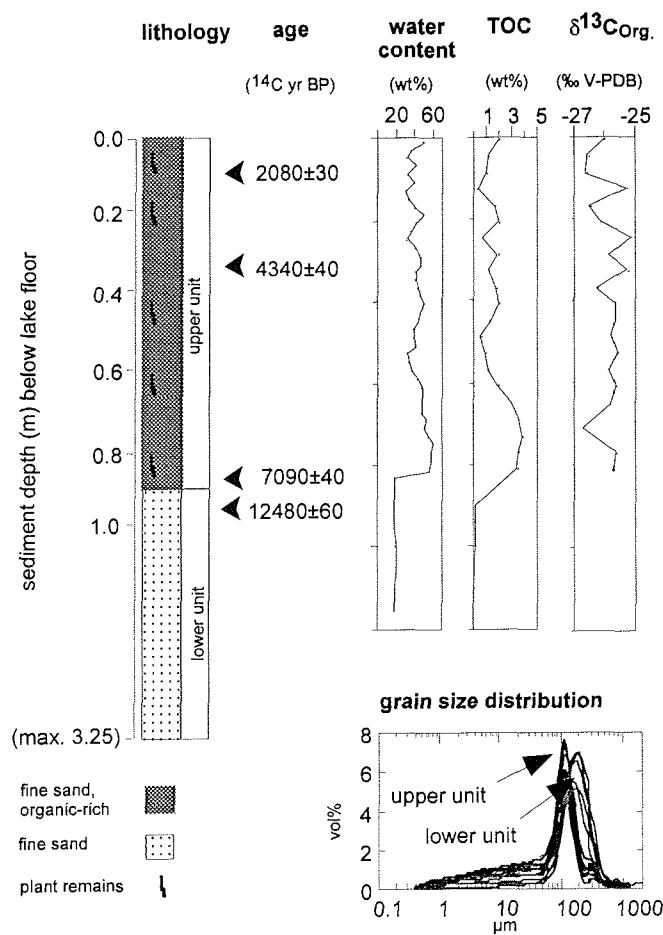 lithology age water content TOC δ13COrg.
(14C yr BP) (wt%) (wt%) (‰ V-PDB)
20 60 1 3 5 -27 -25
0.0
2080±30
0.2
4340±40
0.4
upper unit
0.6
0.8
7090±40
12480±60
1.0
lower unit
sediment depth (m) below lake floor
(max. 3.25)
fine sand, organic-rich
fine sand
plant remains
grain size distribution
8
6
4
2
0
vol%
upper unit
lower unit
0.1 1 10 100 1000
µm